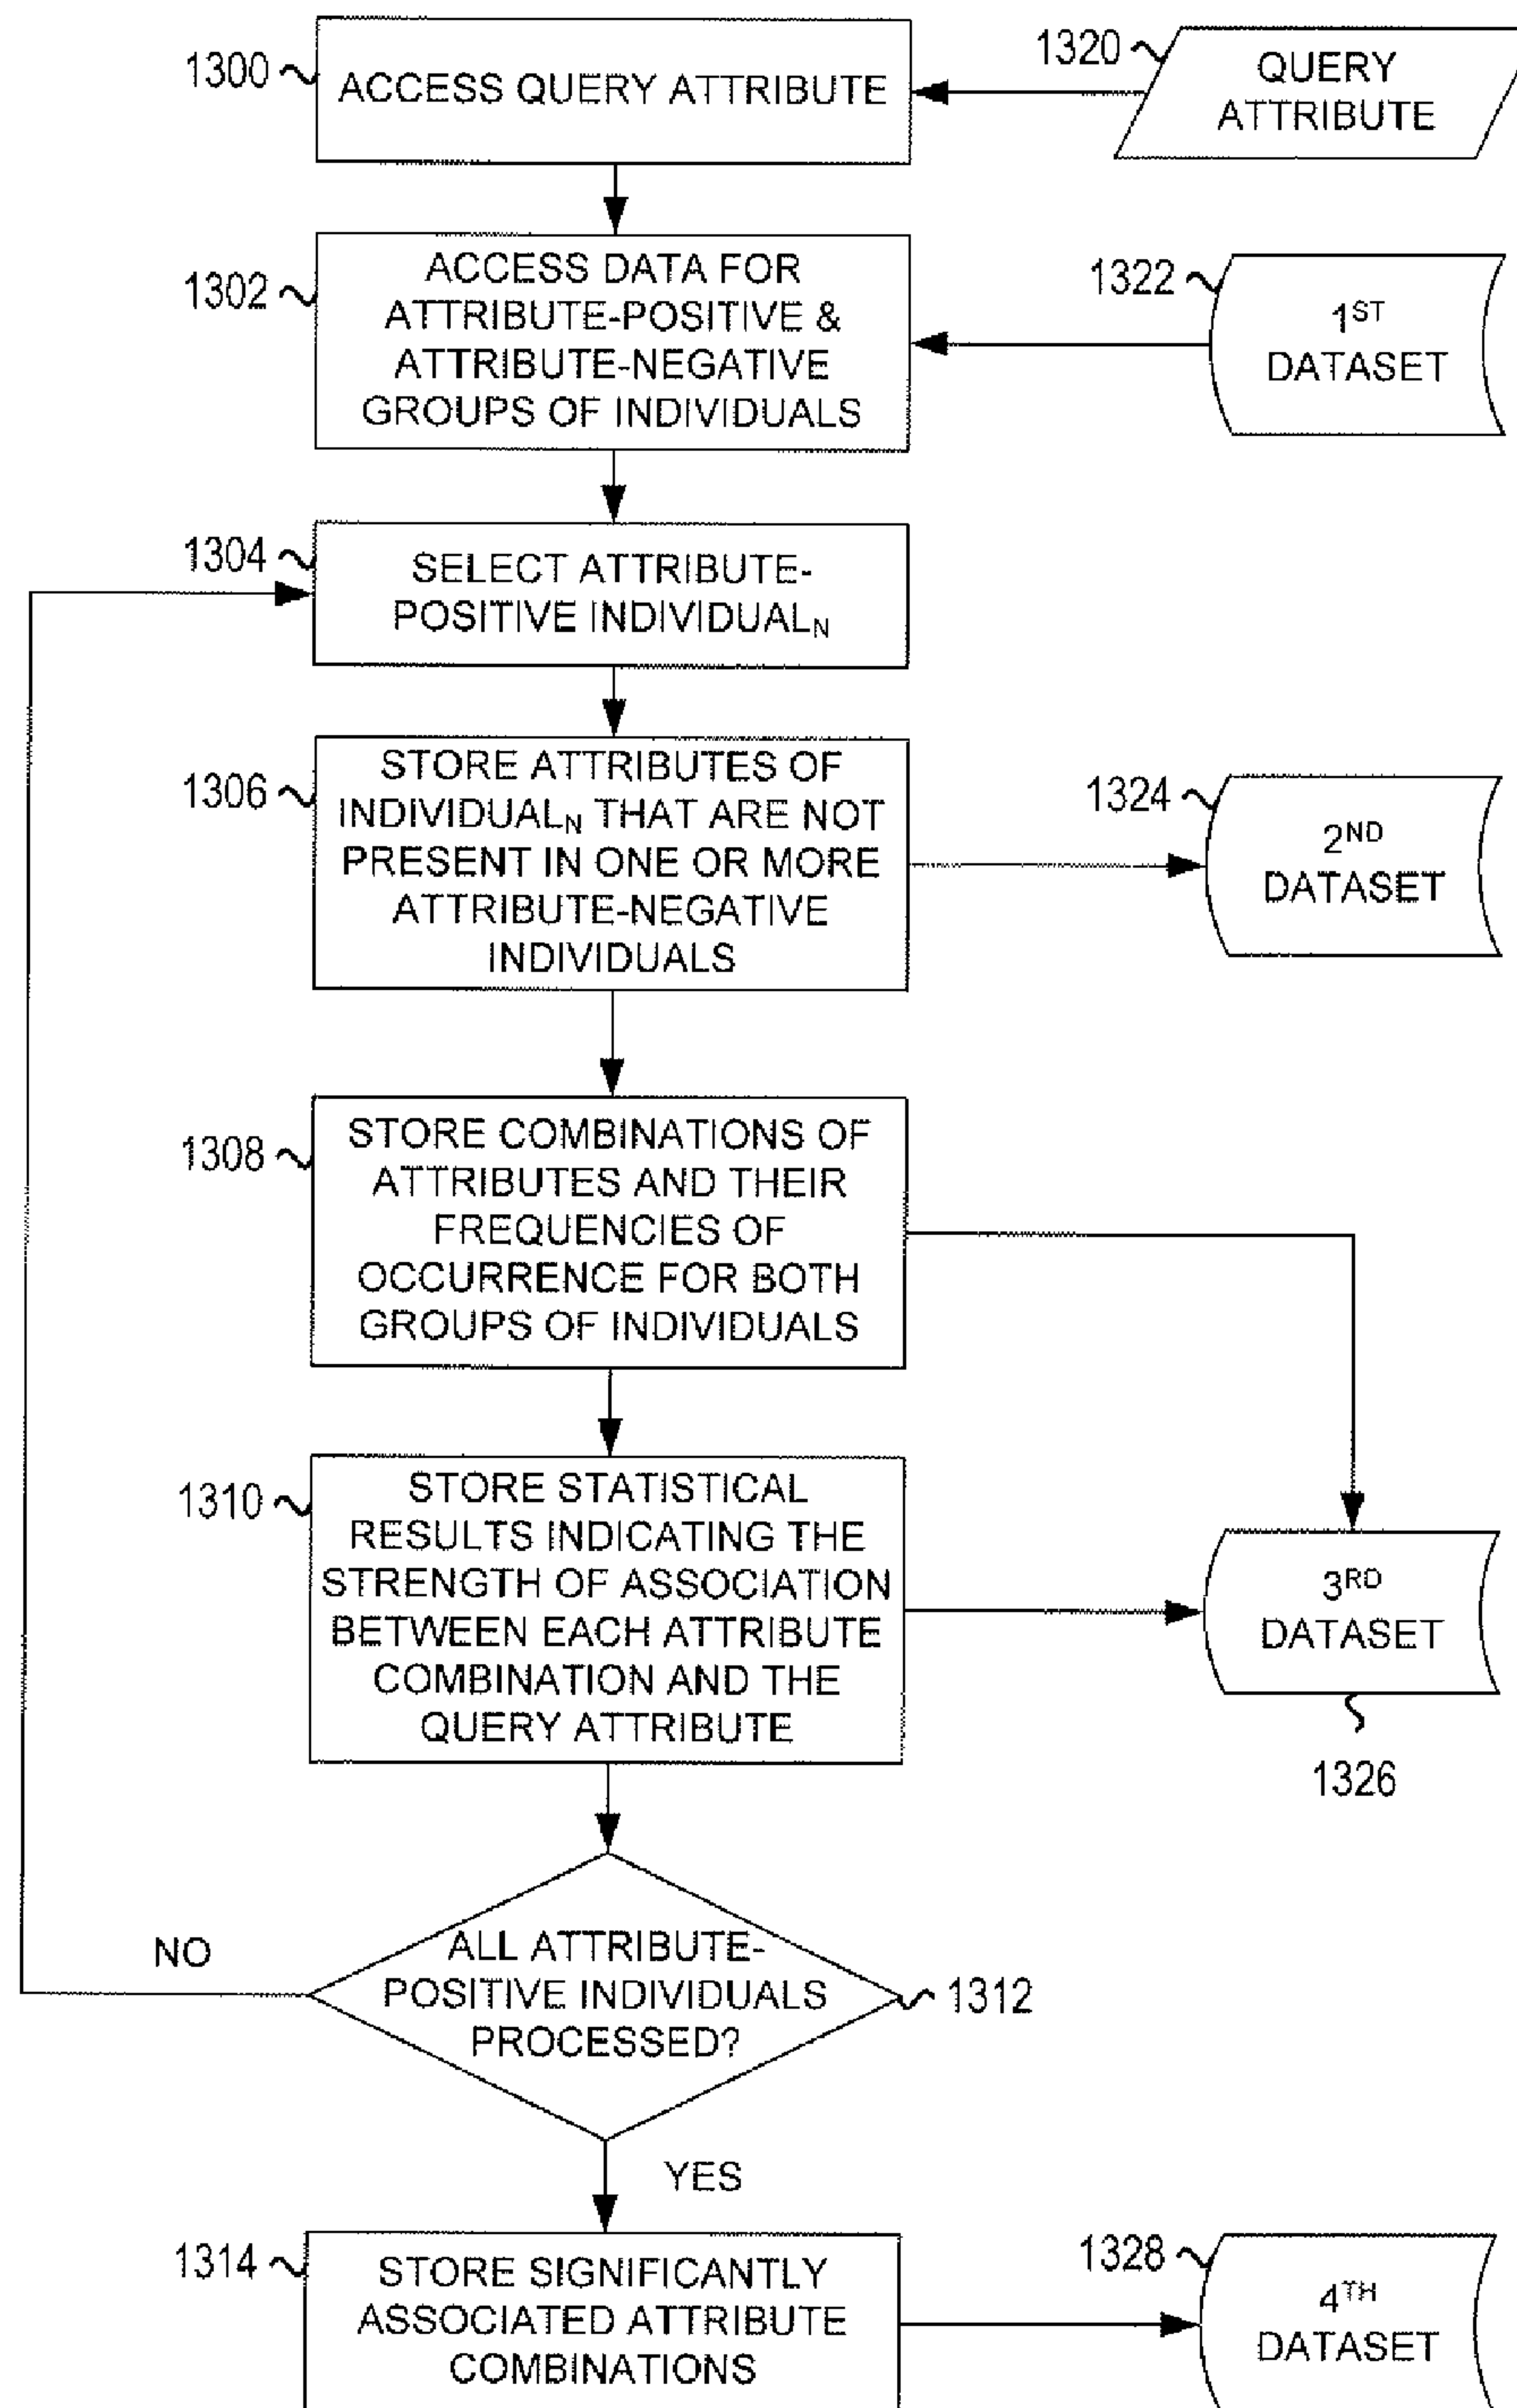 1300
ACCESS QUERY ATTRIBUTE
1320
QUERY
ATTRIBUTE
1302
ACCESS DATA FOR
ATTRIBUTE-POSITIVE &
ATTRIBUTE-NEGATIVE
GROUPS OF INDIVIDUALS
1322
1ST
DATASET
1304
SELECT ATTRIBUTE-
POSITIVE INDIVIDUALN
1306
STORE ATTRIBUTES OF
INDIVIDUALN THAT ARE NOT
PRESENT IN ONE OR MORE
ATTRIBUTE-NEGATIVE
INDIVIDUALS
1324
2ND
DATASET
1308
STORE COMBINATIONS OF
ATTRIBUTES AND THEIR
FREQUENCIES OF
OCCURRENCE FOR BOTH
GROUPS OF INDIVIDUALS
1310
STORE STATISTICAL
RESULTS INDICATING THE
STRENGTH OF ASSOCIATION
BETWEEN EACH ATTRIBUTE
COMBINATION AND THE
QUERY ATTRIBUTE
3RD
DATASET
1326
NO
ALL ATTRIBUTE-
POSITIVE INDIVIDUALS
PROCESSED?
1312
YES
1314
STORE SIGNIFICANTLY
ASSOCIATED ATTRIBUTE
COMBINATIONS
1328
4TH
DATASET